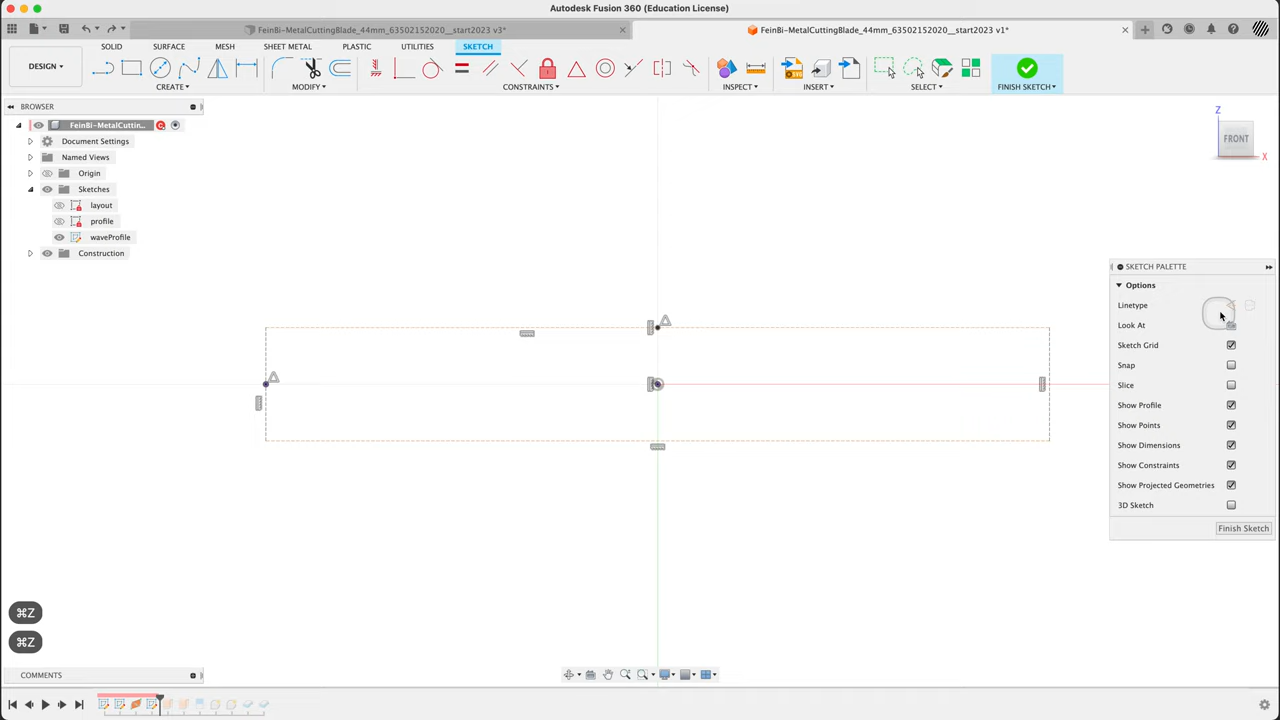 Autodesk Fusion 360 (Education License)
FeinBi-MetalCuttingBlade_44mm_63502152020__start2023 v3*
FeinBi-MetalCuttingBlade_44mm_63502152020__start2023 v1*
SOLID
SURFACE
MESH
SHEET METAL
PLASTIC
UTILITIES
SKETCH
DESIGN
CREATE
MODIFY
CONSTRAINTS
INSPECT
INSERT
SELECT
FINISH SKETCH
BROWSER
FeinBi-MetalCuttin...
Document Settings
Named Views
Origin
Sketches
layout
profile
waveProfile
Construction
Z
FRONT
X
SKETCH PALETTE
Options
Linetype
Look At
Sketch Grid
Snap
Slice
Show Profile
Show Points
Show Dimensions
Show Constraints
Show Projected Geometries
3D Sketch
Finish Sketch
⌘Z
⌘Z
COMMENTS